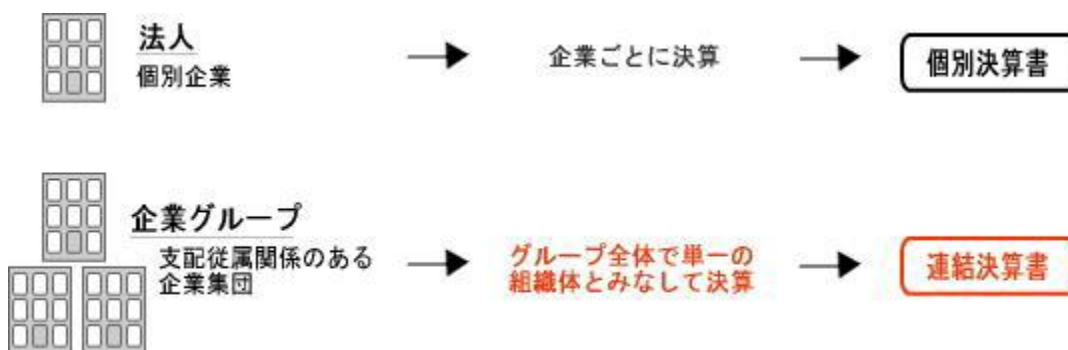 法人
個別企業
企業ごとに決算
個別決算書
企業グループ
支配従属関係のある
企業集団
グループ全体で単一の
組織体とみなして決算
連結決算書